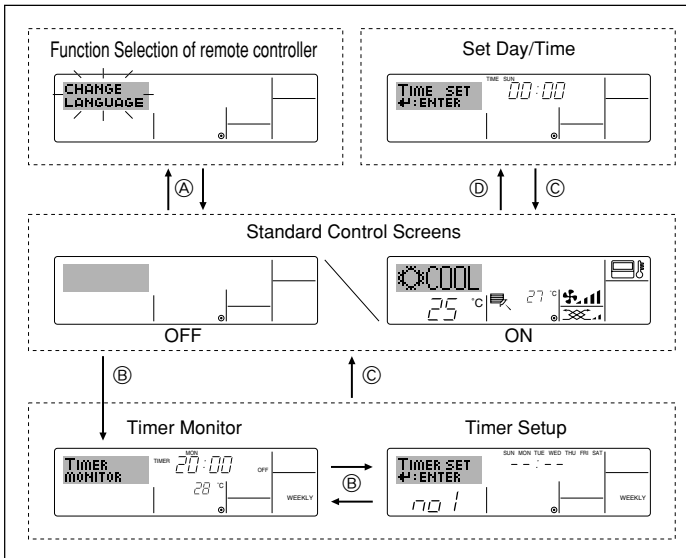 Function Selection of remote controller
CHANGE
LANGUAGE
Set Day/Time
TIME SUN
TIME SET 00:00
↵:ENTER
Ⓐ
Ⓓ Ⓒ
Standard Control Screens
COOL
25 °C 27 °C
OFF ON
Ⓑ Ⓒ
Timer Monitor
MON
TIMER TIMER 20:00 OFF
MONITOR
28 °C
WEEKLY
Ⓑ
Timer Setup
SUN MON TUE WED THU FRI SAT
TIMER SET --:--
↵:ENTER
no 1
WEEKLY